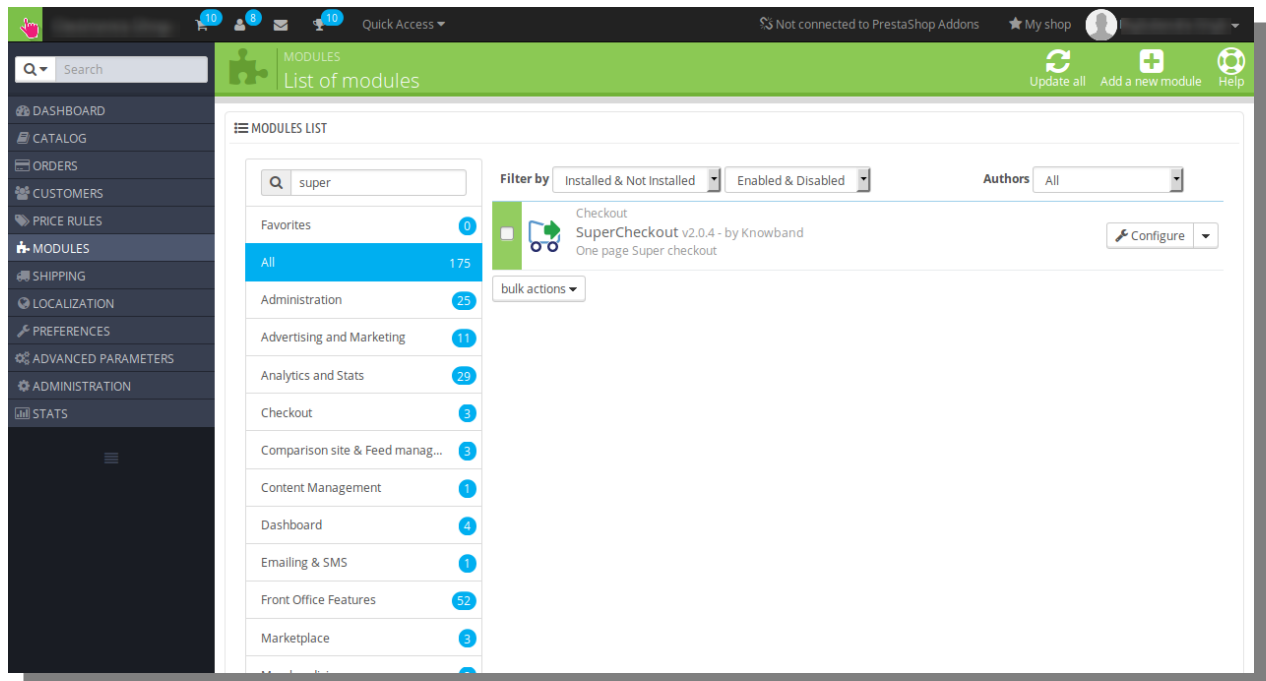 10 8 10 Quick Access Not connected to PrestaShop Addons My shop
Search
MODULES
List of modules
Update all Add a new module Help
DASHBOARD
CATALOG
ORDERS
CUSTOMERS
PRICE RULES
MODULES
SHIPPING
LOCALIZATION
PREFERENCES
ADVANCED PARAMETERS
ADMINISTRATION
STATS
MODULES LIST
super
Favorites 0
All 175
Administration 25
Advertising and Marketing 11
Analytics and Stats 29
Checkout 3
Comparison site & Feed manag... 3
Content Management 1
Dashboard 4
Emailing & SMS 1
Front Office Features 52
Marketplace 3
Filter by Installed & Not Installed Enabled & Disabled Authors All
Checkout
SuperCheckout v2.0.4 - by Knowband
One page Super checkout
Configure
bulk actions